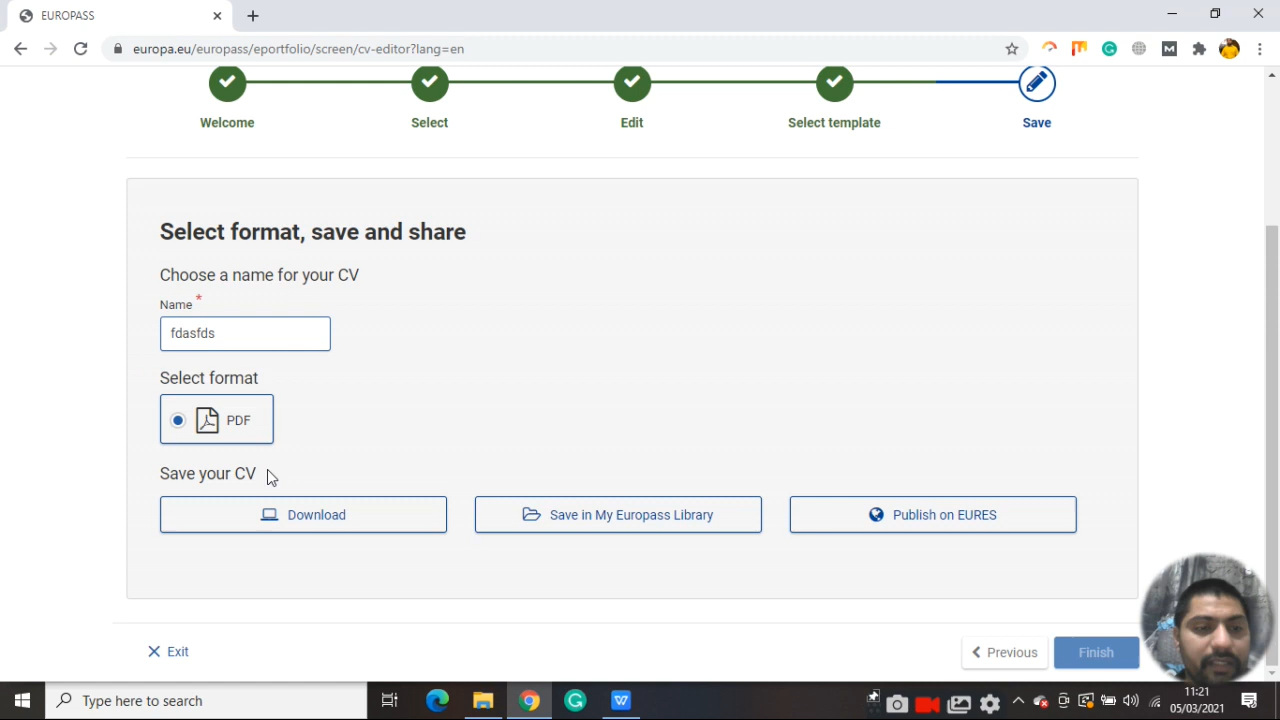 EUROPASS
europa.eu/europass/eportfolio/screen/cv-editor?lang=en
Welcome
Select
Edit
Select template
Save
Select format, save and share
Choose a name for your CV
Name *
fdasfds
Select format
PDF
Save your CV
Download
Save in My Europass Library
Publish on EURES
Exit
Previous
Finish
Type here to search
11:21
05/03/2021